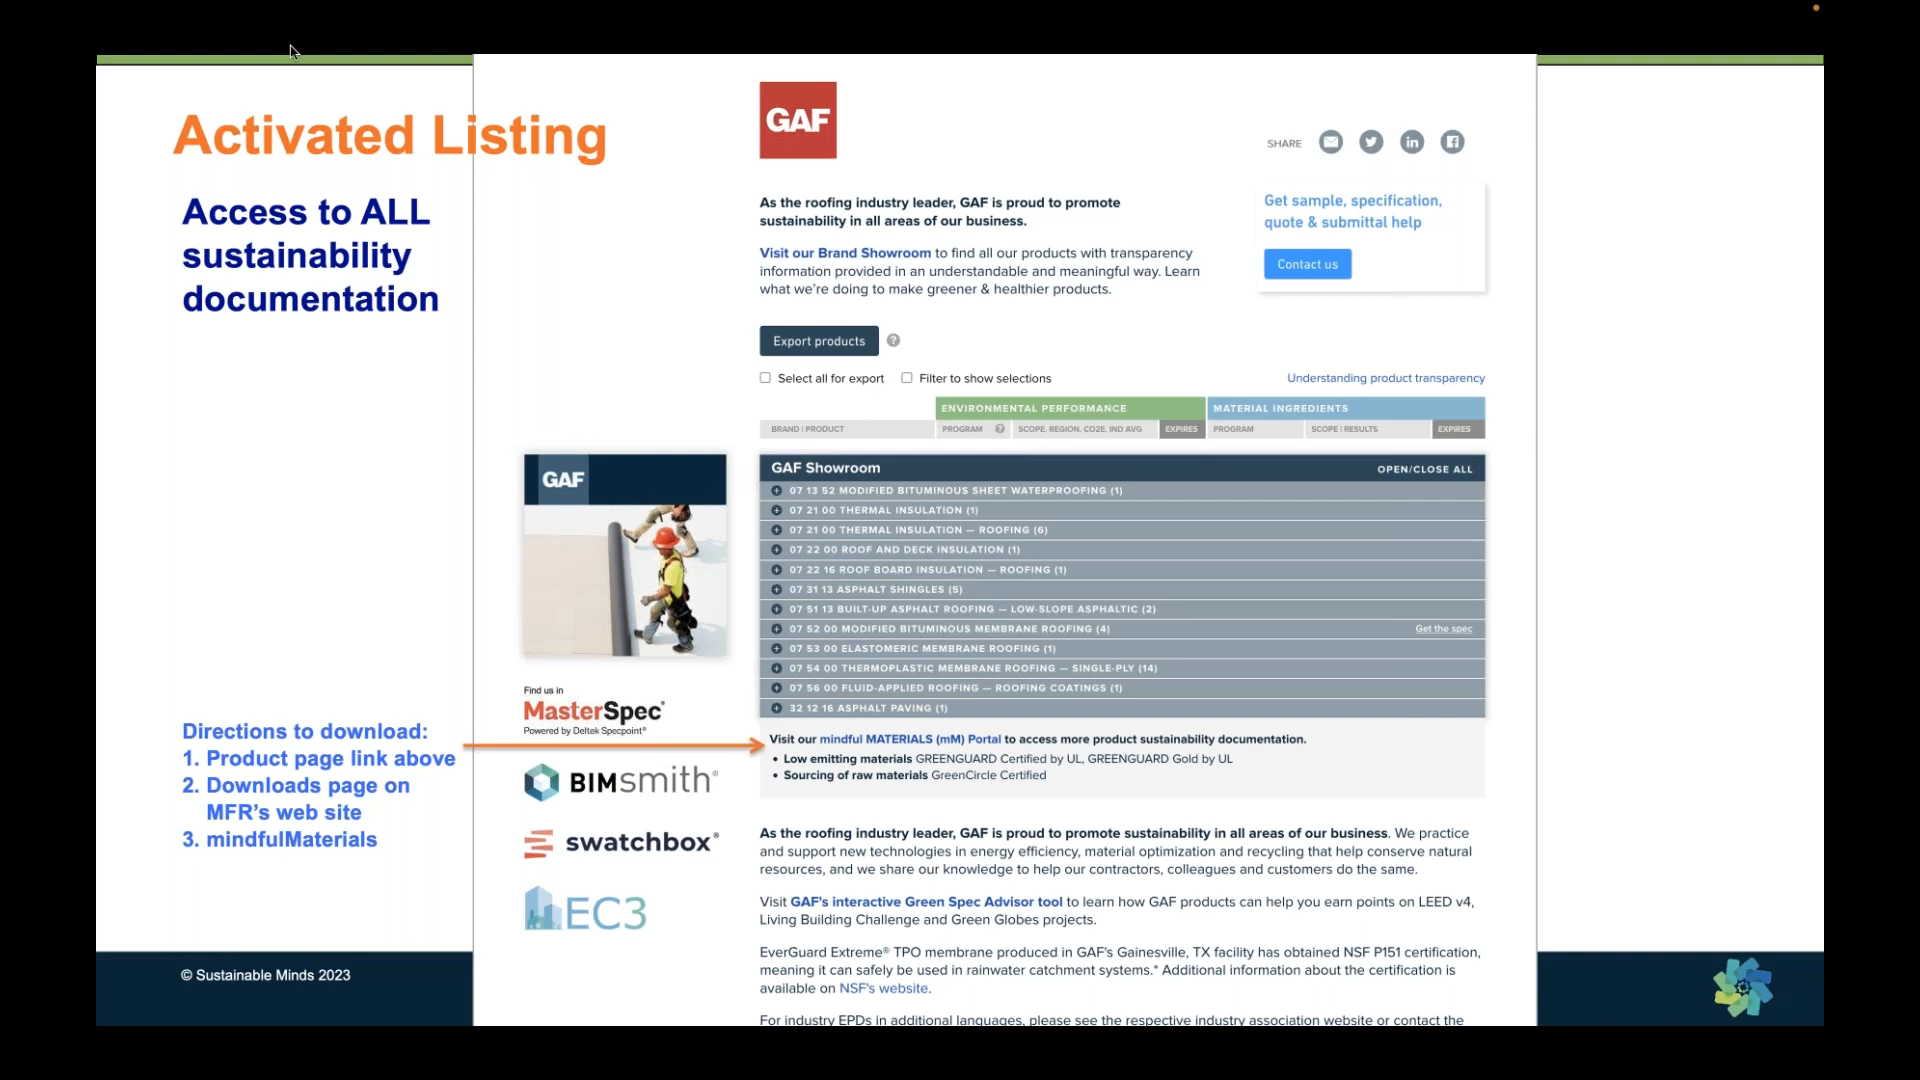 Activated Listing
Access to ALL
sustainability
documentation
Directions to download:
1. Product page link above
2. Downloads page on
MFR's web site
3. mindfulMaterials
© Sustainable Minds 2023
GAF
SHARE
As the roofing industry leader, GAF is proud to promote
sustainability in all areas of our business.
Visit our Brand Showroom to find all our products with transparency
information provided in an understandable and meaningful way. Learn
what we're doing to make greener & healthier products.
Get sample, specification,
quote & submittal help
Contact us
Export products ?
Select all for export Filter to show selections
Understanding product transparency
ENVIRONMENTAL PERFORMANCE MATERIAL INGREDIENTS
BRAND | PRODUCT PROGRAM ? SCOPE, REGION, CO2E, IND AVG EXPIRES PROGRAM SCOPE | RESULTS EXPIRES
GAF Showroom OPEN/CLOSE ALL
07 13 52 MODIFIED BITUMINOUS SHEET WATERPROOFING (1)
07 21 00 THERMAL INSULATION (1)
07 21 00 THERMAL INSULATION — ROOFING (6)
07 22 00 ROOF AND DECK INSULATION (1)
07 22 16 ROOF BOARD INSULATION — ROOFING (1)
07 31 13 ASPHALT SHINGLES (5)
07 51 13 BUILT-UP ASPHALT ROOFING — LOW-SLOPE ASPHALTIC (2)
07 52 00 MODIFIED BITUMINOUS MEMBRANE ROOFING (4) Get the spec
07 53 00 ELASTOMERIC MEMBRANE ROOFING (1)
07 54 00 THERMOPLASTIC MEMBRANE ROOFING — SINGLE-PLY (14)
07 56 00 FLUID-APPLIED ROOFING — ROOFING COATINGS (1)
32 12 16 ASPHALT PAVING (1)
Visit our mindful MATERIALS (mM) Portal to access more product sustainability documentation.
• Low emitting materials GREENGUARD Certified by UL, GREENGUARD Gold by UL
• Sourcing of raw materials GreenCircle Certified
GAF
Find us in
MasterSpec®
Powered by Deltek Specpoint®
BIMsmith®
swatchbox®
EC3
As the roofing industry leader, GAF is proud to promote sustainability in all areas of our business. We practice
and support new technologies in energy efficiency, material optimization and recycling that help conserve natural
resources, and we share our knowledge to help our contractors, colleagues and customers do the same.
Visit GAF's interactive Green Spec Advisor tool to learn how GAF products can help you earn points on LEED v4,
Living Building Challenge and Green Globes projects.
EverGuard Extreme® TPO membrane produced in GAF's Gainesville, TX facility has obtained NSF P151 certification,
meaning it can safely be used in rainwater catchment systems.* Additional information about the certification is
available on NSF's website.
For industry EPDs in additional languages, please see the respective industry association website or contact the